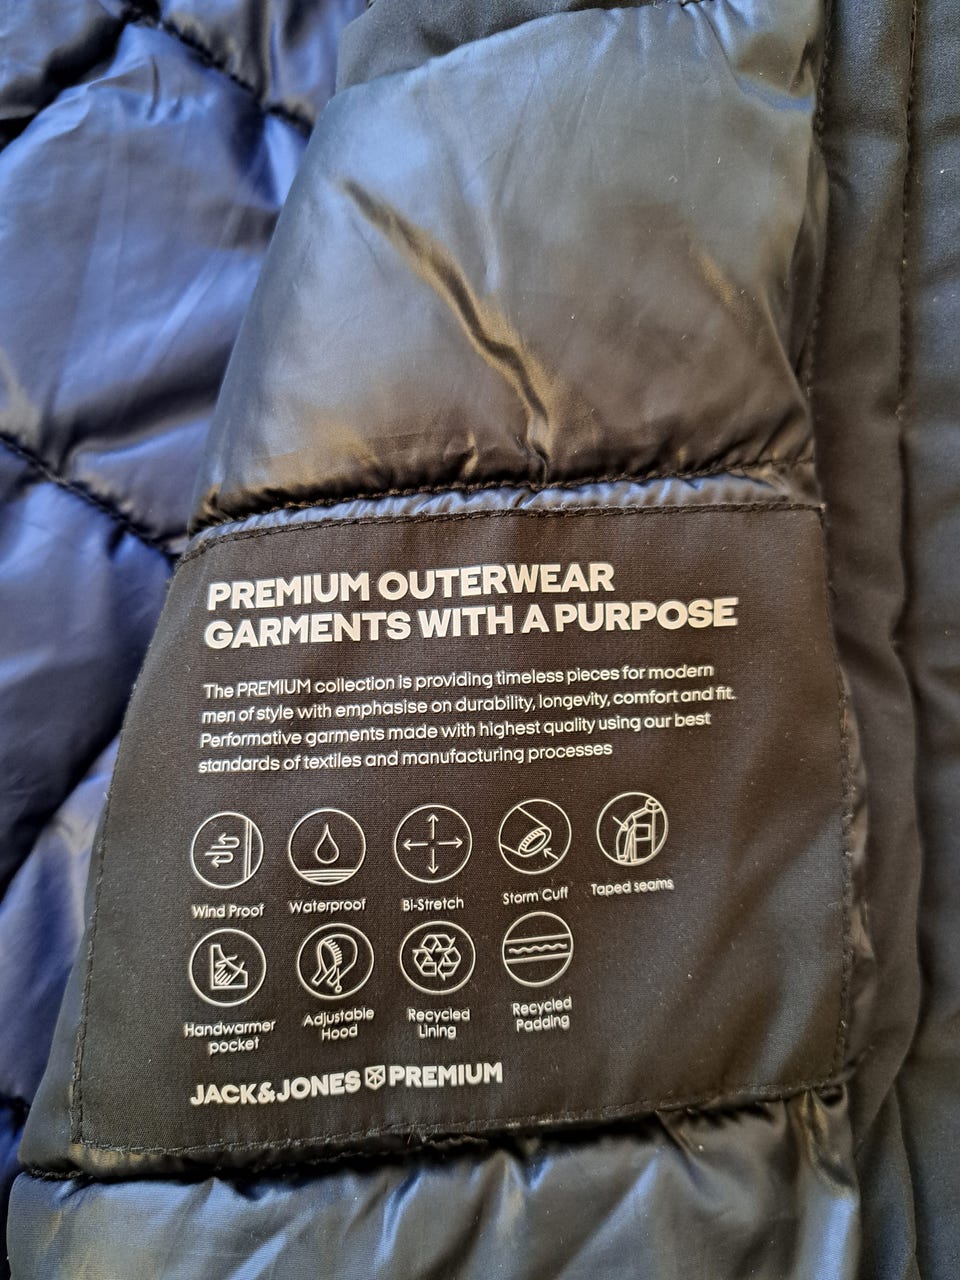 PREMIUM OUTERWEAR
GARMENTS WITH A PURPOSE
The PREMIUM collection is providing timeless pieces for modern
men of style with emphasise on durability, longevity, comfort and fit.
Performative garments made with highest quality using our best
standards of textiles and manufacturing processes
Wind Proof Waterproof Bi-Stretch Storm Cuff Taped seams
Handwarmer Adjustable Recycled Recycled
pocket Hood Lining Padding
JACK&JONES PREMIUM